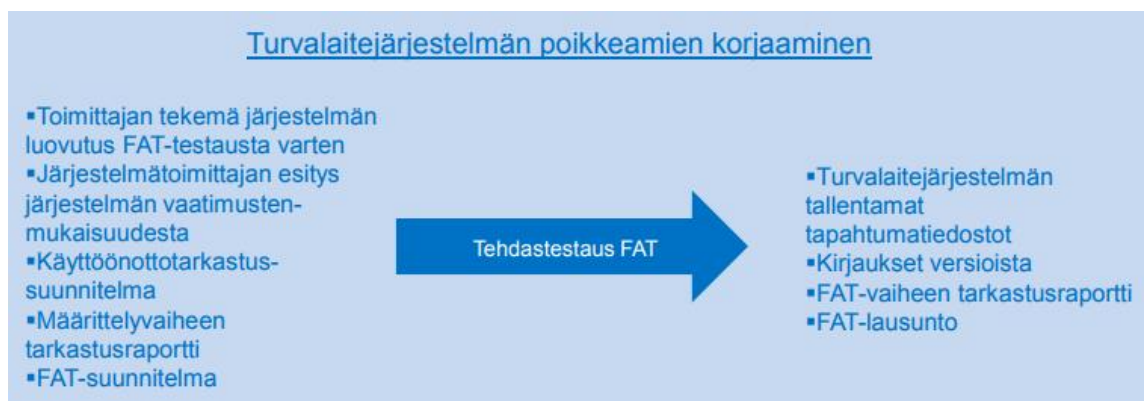 Turvalaitejärjestelmän poikkeamien korjaaminen
▪Toimittajan tekemä järjestelmän
luovutus FAT-testausta varten
▪Järjestelmätoimittajan esitys
järjestelmän vaatimusten-
mukaisuudesta
▪Käyttöönottotarkastus-
suunnitelma
▪Määrittelyvaiheen
tarkastusraportti
▪FAT-suunnitelma
Tehdastestaus FAT
▪Turvalaitejärjestelmän
tallentamat
tapahtumatiedostot
▪Kirjaukset versioista
▪FAT-vaiheen tarkastusraportti
▪FAT-lausunto